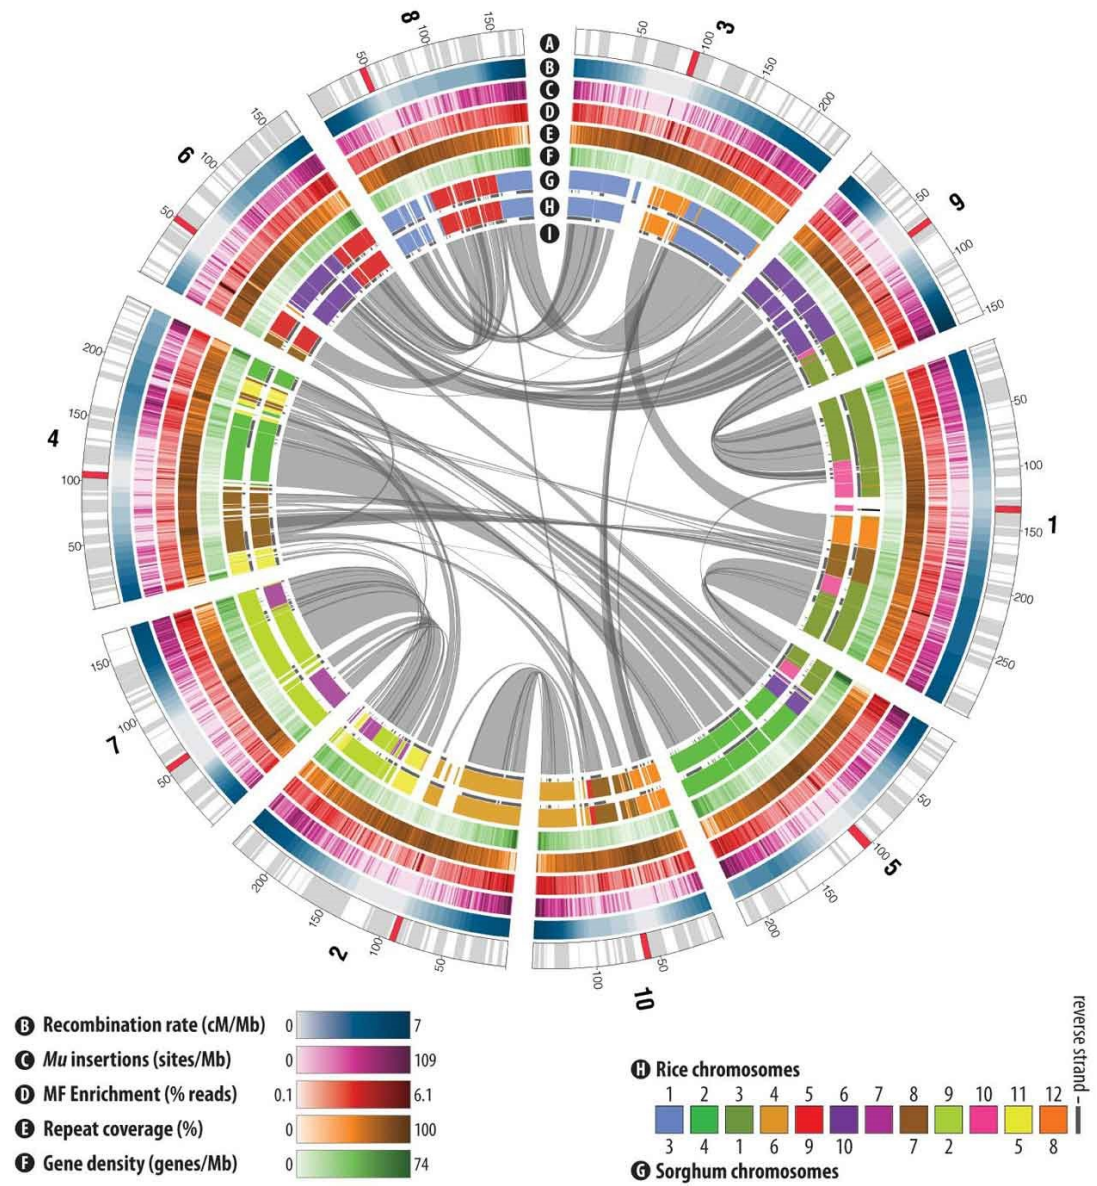 A
B
C
D
E
F
G
H
I
3
50
100
150
200
9
50
100
150
1
50
100
150
200
250
5
50
100
150
200
10
50
100
2
50
100
150
200
7
50
100
150
4
50
100
150
200
6
50
100
150
8
50
100
150
B Recombination rate (cM/Mb) 0 7
C Mu insertions (sites/Mb) 0 109
D MF Enrichment (% reads) 0.1 6.1
E Repeat coverage (%) 0 100
F Gene density (genes/Mb) 0 74
reverse strand –
H Rice chromosomes
1 2 3 4 5 6 7 8 9 10 11 12
3 4 1 6 9 10 7 2 5 8
G Sorghum chromosomes